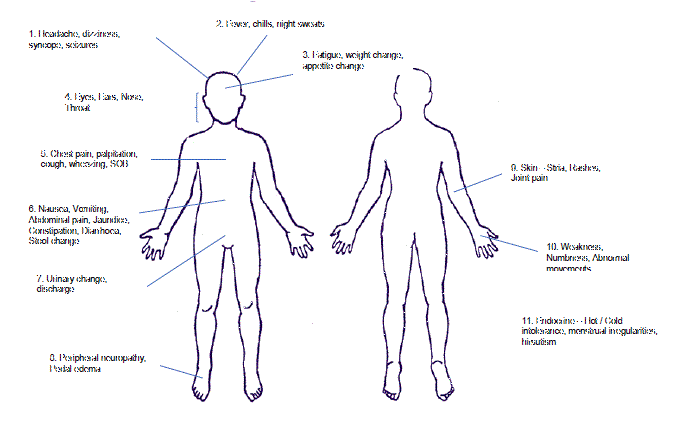 1. Headache, dizziness,
syncope, seizures
2. Fever, chills, night sweats
3. Fatigue, weight change,
appetite change
4. Eyes, Ears, Nose,
Throat
5. Chest pain, palpitation,
cough, wheezing, SOB
6. Nausea, Vomiting,
Abdominal pain, Jaundice,
Constipation, Diarrhoea,
Stool change
7. Urinary change,
discharge
8. Peripheral neuropathy,
Pedal edema
9. Skin – Stria, Rashes,
Joint pain
10. Weakness,
Numbness, Abnormal
movements
11. Endocrine – Hot / Cold
intolerance, menstrual irregularities,
hirsutism